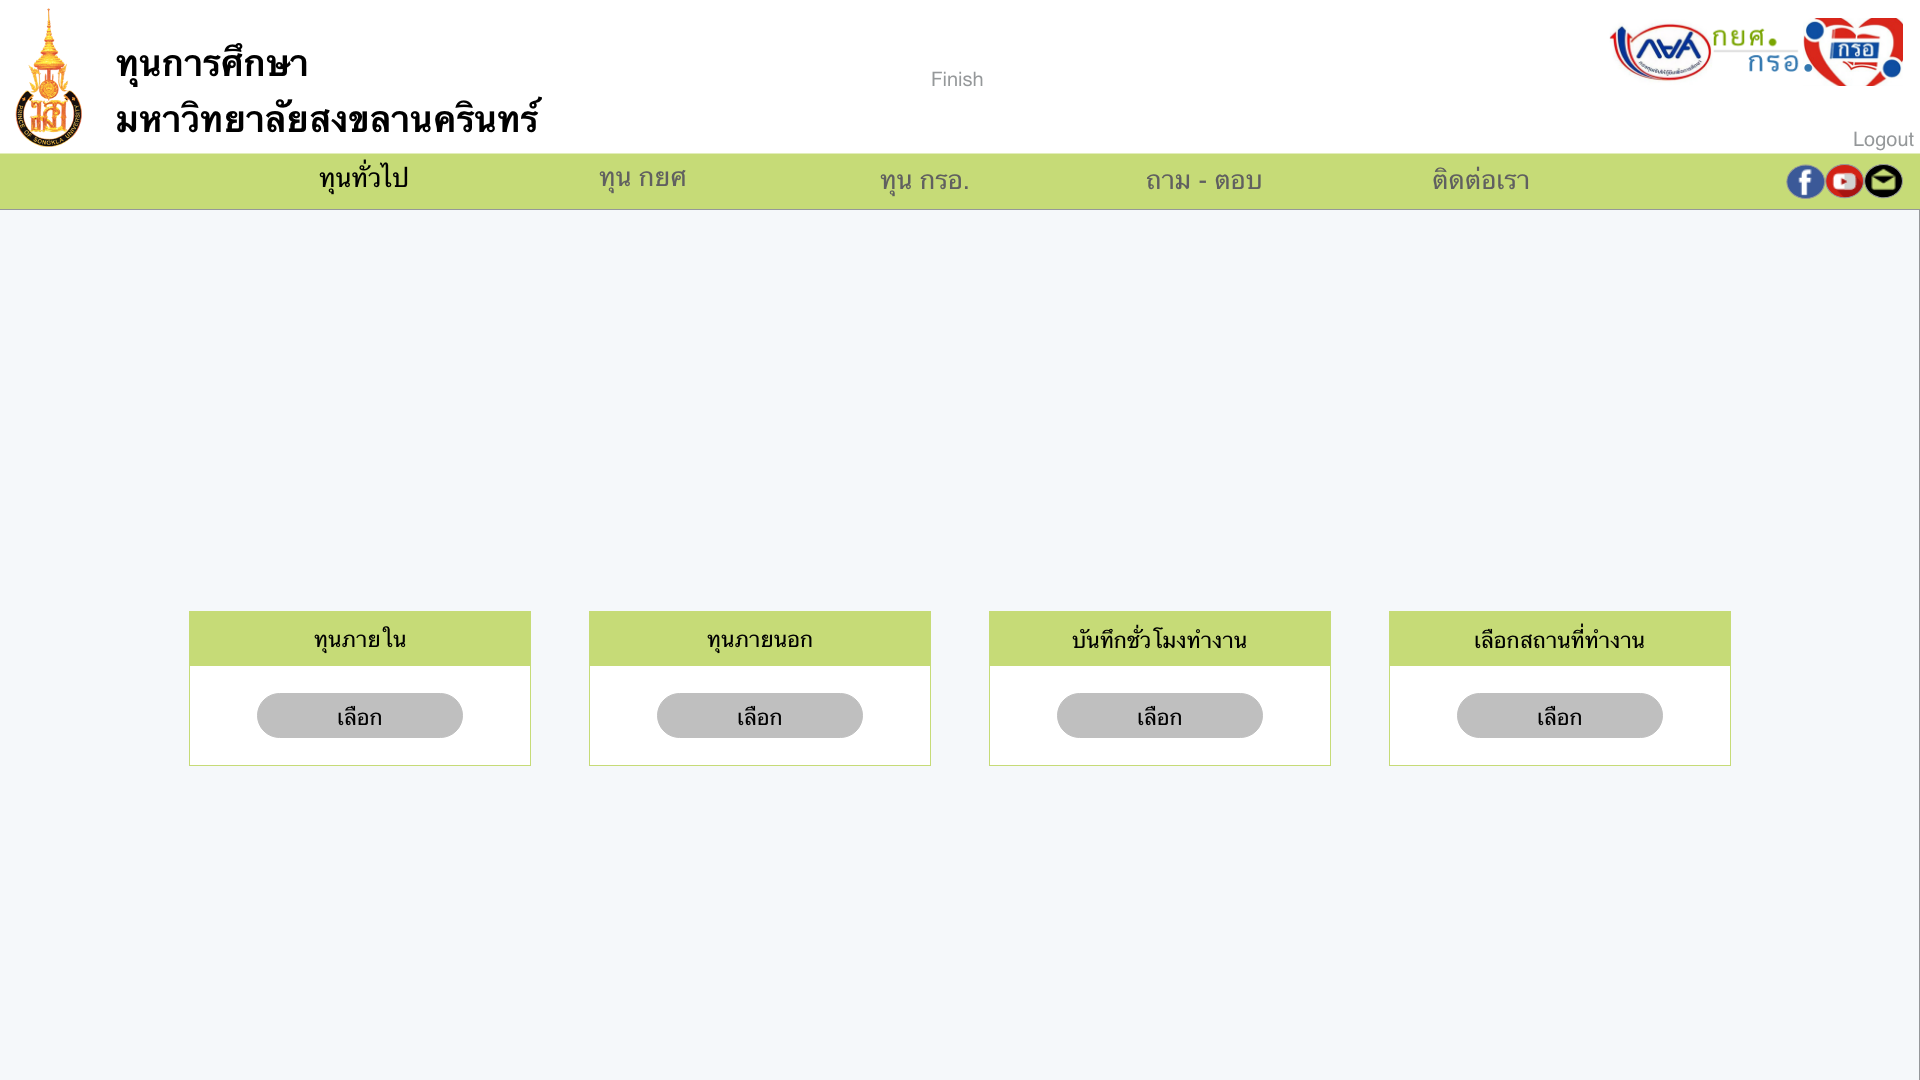 ทุนการศึกษา
มหาวิทยาลัยสงขลานครินทร์
Finish
กยศ.
กรอ.
กรอ
Logout
ทุนทั่วไป
ทุน กยศ
ทุน กรอ.
ถาม - ตอบ
ติดต่อเรา
ทุนภายใน
ทุนภายนอก
บันทึกชั่วโมงทำงาน
เลือกสถานที่ทำงาน
เลือก
เลือก
เลือก
เลือก